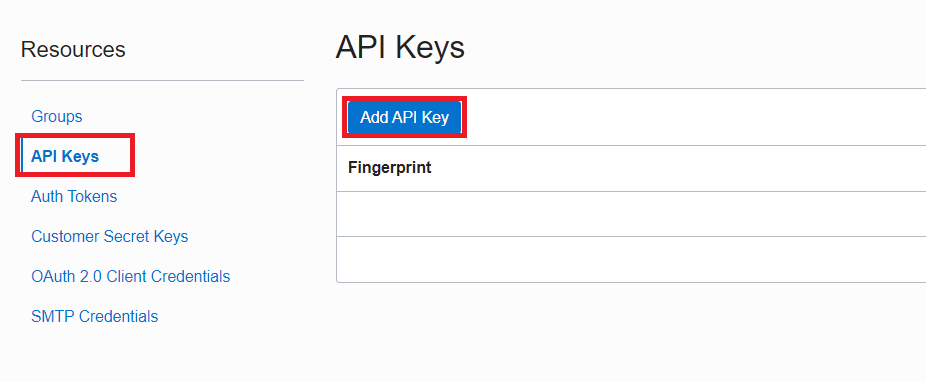 Resources
Groups
API Keys
Auth Tokens
Customer Secret Keys
OAuth 2.0 Client Credentials
SMTP Credentials
API Keys
Add API Key
Fingerprint